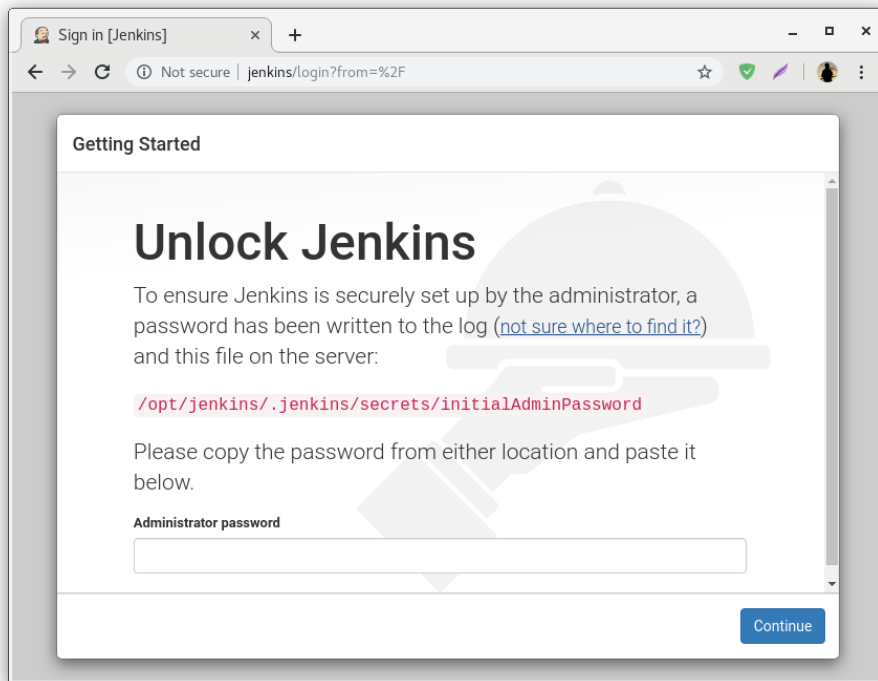 Sign in [Jenkins]
Not secure | jenkins/login?from=%2F
Getting Started
Unlock Jenkins
To ensure Jenkins is securely set up by the administrator, a
password has been written to the log (not sure where to find it?)
and this file on the server:
/opt/jenkins/.jenkins/secrets/initialAdminPassword
Please copy the password from either location and paste it
below.
Administrator password
Continue